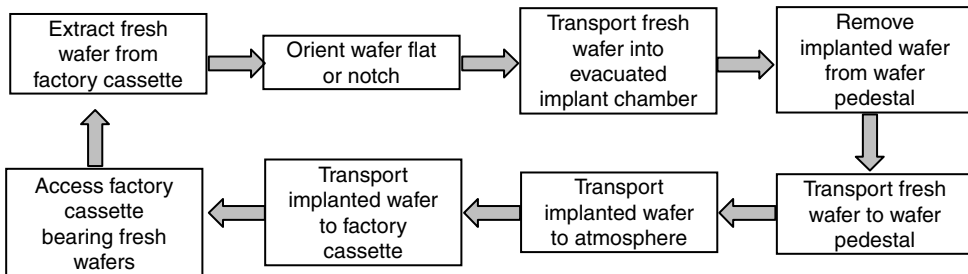 Extract fresh
wafer from
factory cassette
Orient wafer flat
or notch
Transport fresh
wafer into
evacuated
implant chamber
Remove
implanted wafer
from wafer
pedestal
Transport fresh
wafer to wafer
pedestal
Transport
implanted wafer
to atmosphere
Transport
implanted wafer
to factory
cassette
Access factory
cassette
bearing fresh
wafers